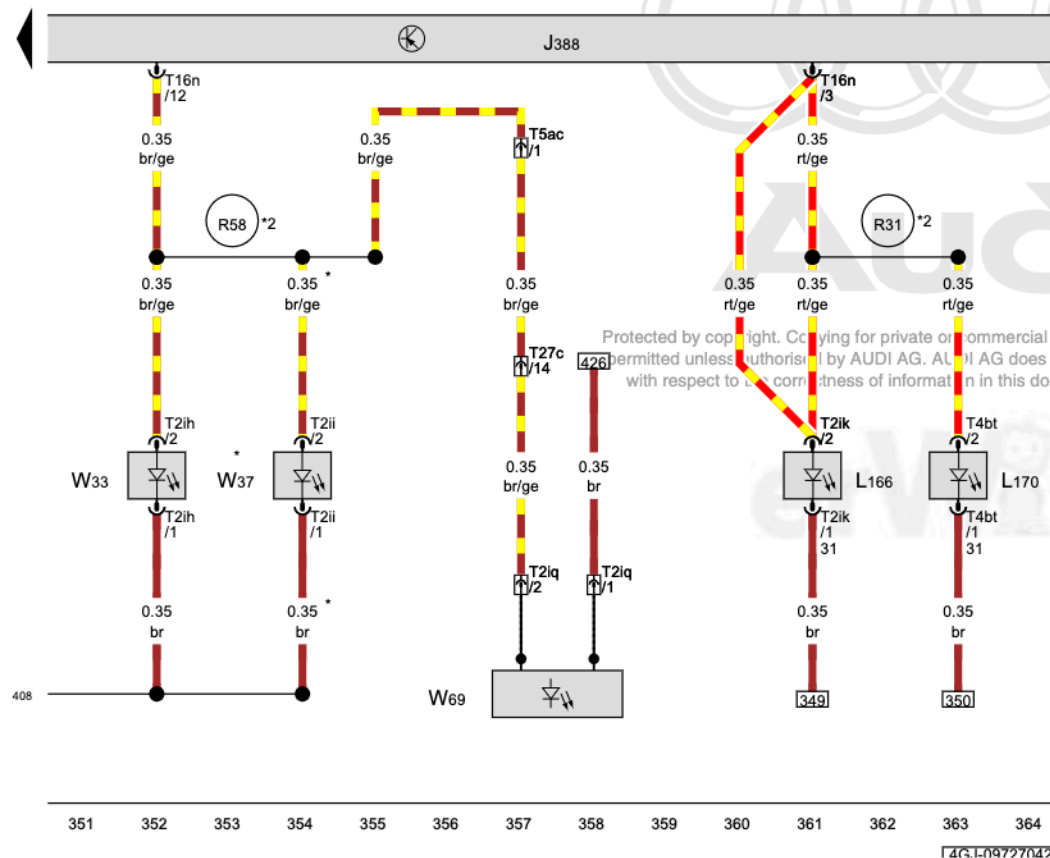 J388
T16n
/12
T16n
/3
0.35
br/ge
0.35
br/ge
T5ac
/1
0.35
rt/ge
R58 *2
R31 *2
Audi
0.35
br/ge
0.35 *
br/ge
0.35
br/ge
0.35
rt/ge
0.35
rt/ge
0.35
rt/ge
Protected by copyright. Copying for private or commercial
permitted unless authorised by AUDI AG. AUDI AG does
with respect to the correctness of information in this do
T27c
/14
426
T2ih
/2
T2ii
/2
T2ik
/2
T4bt
/2
W33
*
W37
L166
L170
0.35
br/ge
0.35
br
T2ih
/1
T2ii
/1
T2ik
/1
31
T4bt
/1
31
T2iq
/2
T2iq
/1
0.35
br
0.35 *
br
0.35
br
0.35
br
408
W69
349
350
351 352 353 354 355 356 357 358 359 360 361 362 363 364
4GJ-09727042